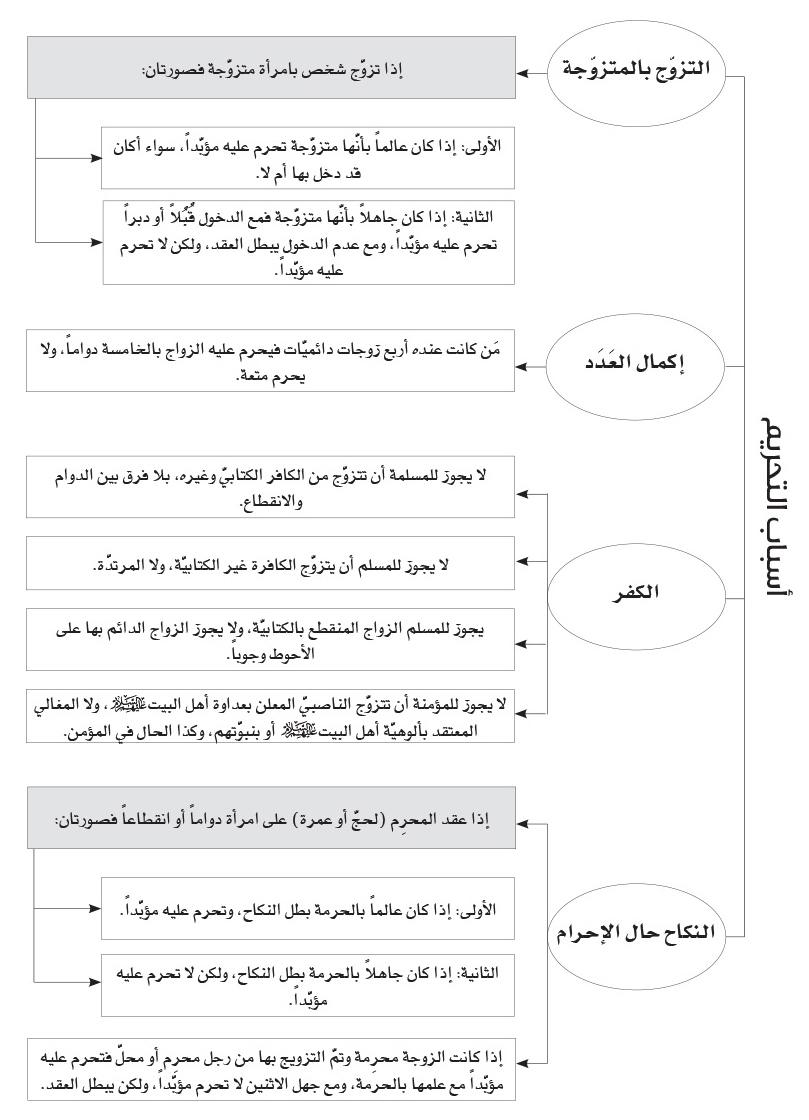 أسباب التحريم
التزوّج بالمتزوّجة
إذا تزوّج شخص بامرأة متزوّجة فصورتان:
الأولى: إذا كان عالماً بأنّها متزوّجة تحرم عليه مؤبّداً، سواء أكان
قد دخل بها أم لا.
الثانية: إذا كان جاهلاً بأنّها متزوّجة فمع الدخول قُبُلاً أو دبراً
تحرم عليه مؤبّداً، ومع عدم الدخول يبطل العقد، ولكن لا تحرم
عليه مؤبّداً.
إكمال العَدَد
مَن كانت عنده أربع زوجات دائميّات فيحرم عليه الزواج بالخامسة دواماً، ولا
يحرم متعة.
الكفر
لا يجوز للمسلمة أن تتزوّج من الكافر الكتابيّ وغيره، بلا فرق بين الدوام
والانقطاع.
لا يجوز للمسلم أن يتزوّج الكافرة غير الكتابيّة، ولا المرتدّة.
يجوز للمسلم الزواج المنقطع بالكتابيّة، ولا يجوز الزواج الدائم بها على
الأحوط وجوباً.
لا يجوز للمؤمنة أن تتزوّج الناصبيّ المعلن بعداوة أهل البيت، ولا المغالي
المعتقد بألوهيّة أهل البيت أو بنبوّتهم، وكذا الحال في المؤمن.
النكاح حال الإحرام
إذا عقد المحرِم (لحجّ أو عمرة) على امرأة دواماً أو انقطاعاً فصورتان:
الأولى: إذا كان عالماً بالحرمة بطل النكاح، وتحرم عليه مؤبّداً.
الثانية: إذا كان جاهلاً بالحرمة بطل النكاح، ولكن لا تحرم عليه
مؤبّداً.
إذا كانت الزوجة محرمة وتمّ التزويج بها من رجل محرِم أو محلّ فتحرم عليه
مؤبّداً مع علمها بالحرمة، ومع جهل الاثنين لا تحرم مؤبّداً، ولكن يبطل العقد.